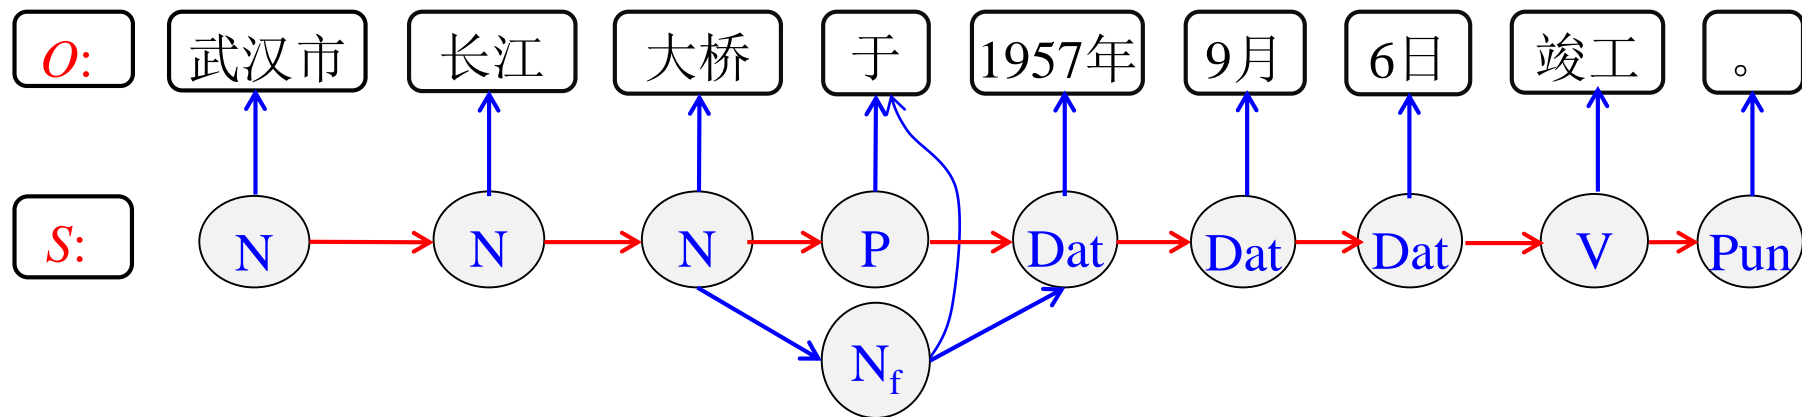 O: 武汉市 长江 大桥 于 1957年 9月 6日 竣工 。
S: N N N P Dat Dat Dat V Pun
Nf